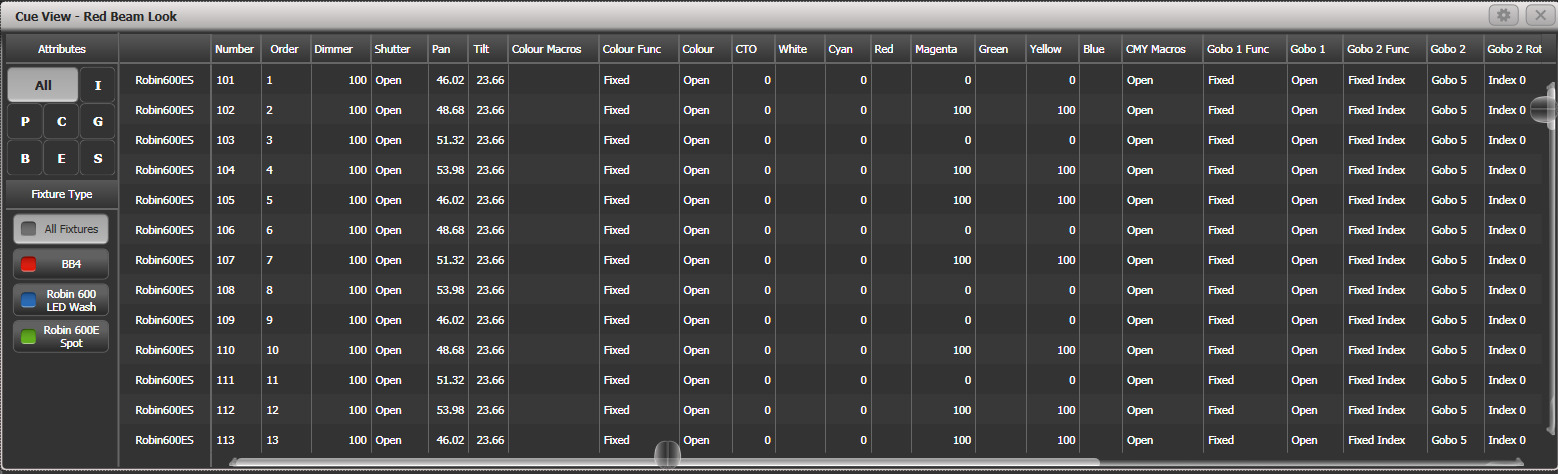 Cue View - Red Beam Look
Attributes
All I
P C G
B E S
Fixture Type
All Fixtures
BB4
Robin 600
LED Wash
Robin 600E
Spot
Number Order Dimmer Shutter Pan Tilt Colour Macros Colour Func Colour CTO White Cyan Red Magenta Green Yellow Blue CMY Macros Gobo 1 Func Gobo 1 Gobo 2 Func Gobo 2 Gobo 2 Rot
Robin600ES 101 1 100 Open 46.02 23.66 Fixed Open 0 0 0 0 Open Fixed Open Fixed Index Gobo 5 Index 0
Robin600ES 102 2 100 Open 48.68 23.66 Fixed Open 0 0 100 100 Open Fixed Open Fixed Index Gobo 5 Index 0
Robin600ES 103 3 100 Open 51.32 23.66 Fixed Open 0 0 0 0 Open Fixed Open Fixed Index Gobo 5 Index 0
Robin600ES 104 4 100 Open 53.98 23.66 Fixed Open 0 0 100 100 Open Fixed Open Fixed Index Gobo 5 Index 0
Robin600ES 105 5 100 Open 46.02 23.66 Fixed Open 0 0 100 100 Open Fixed Open Fixed Index Gobo 5 Index 0
Robin600ES 106 6 100 Open 48.68 23.66 Fixed Open 0 0 0 0 Open Fixed Open Fixed Index Gobo 5 Index 0
Robin600ES 107 7 100 Open 51.32 23.66 Fixed Open 0 0 100 100 Open Fixed Open Fixed Index Gobo 5 Index 0
Robin600ES 108 8 100 Open 53.98 23.66 Fixed Open 0 0 0 0 Open Fixed Open Fixed Index Gobo 5 Index 0
Robin600ES 109 9 100 Open 46.02 23.66 Fixed Open 0 0 0 0 Open Fixed Open Fixed Index Gobo 5 Index 0
Robin600ES 110 10 100 Open 48.68 23.66 Fixed Open 0 0 100 100 Open Fixed Open Fixed Index Gobo 5 Index 0
Robin600ES 111 11 100 Open 51.32 23.66 Fixed Open 0 0 0 0 Open Fixed Open Fixed Index Gobo 5 Index 0
Robin600ES 112 12 100 Open 53.98 23.66 Fixed Open 0 0 100 100 Open Fixed Open Fixed Index Gobo 5 Index 0
Robin600ES 113 13 100 Open 46.02 23.66 Fixed Open 0 0 100 100 Open Fixed Open Fixed Index Gobo 5 Index 0